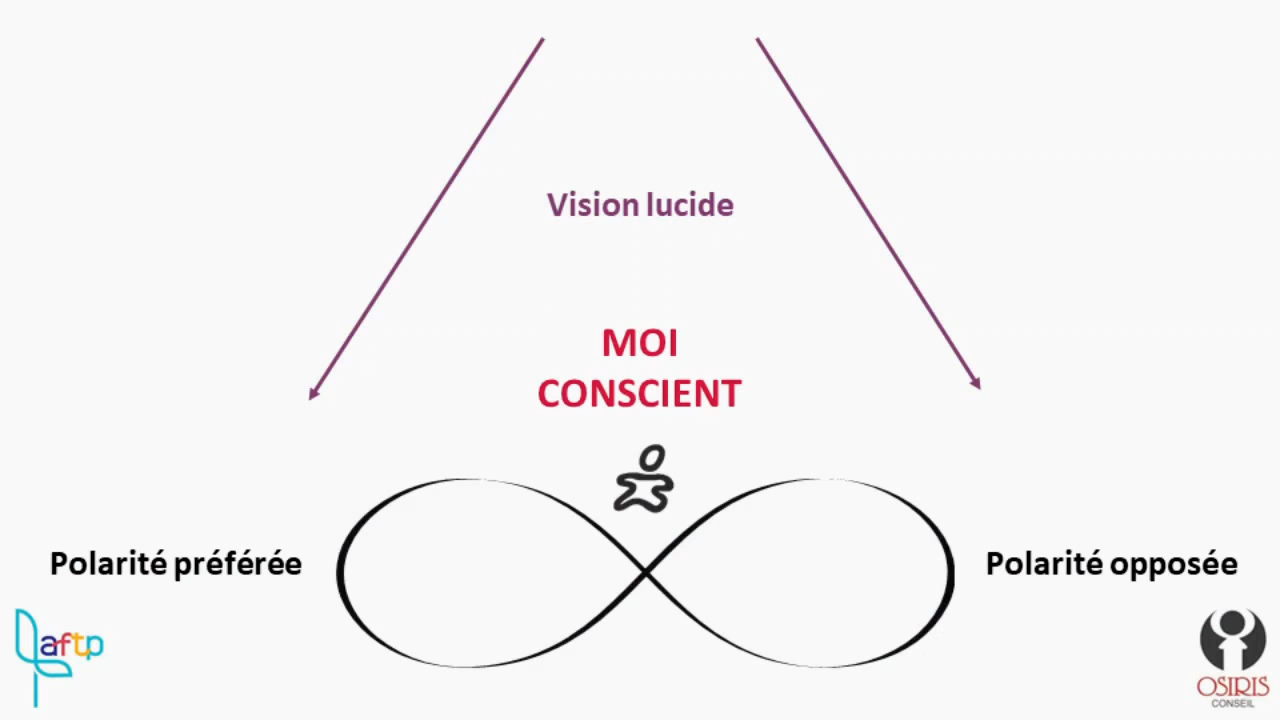 Vision lucide
MOI
CONSCIENT
Polarité préférée
Polarité opposée
aftp
OSIRIS
CONSEIL